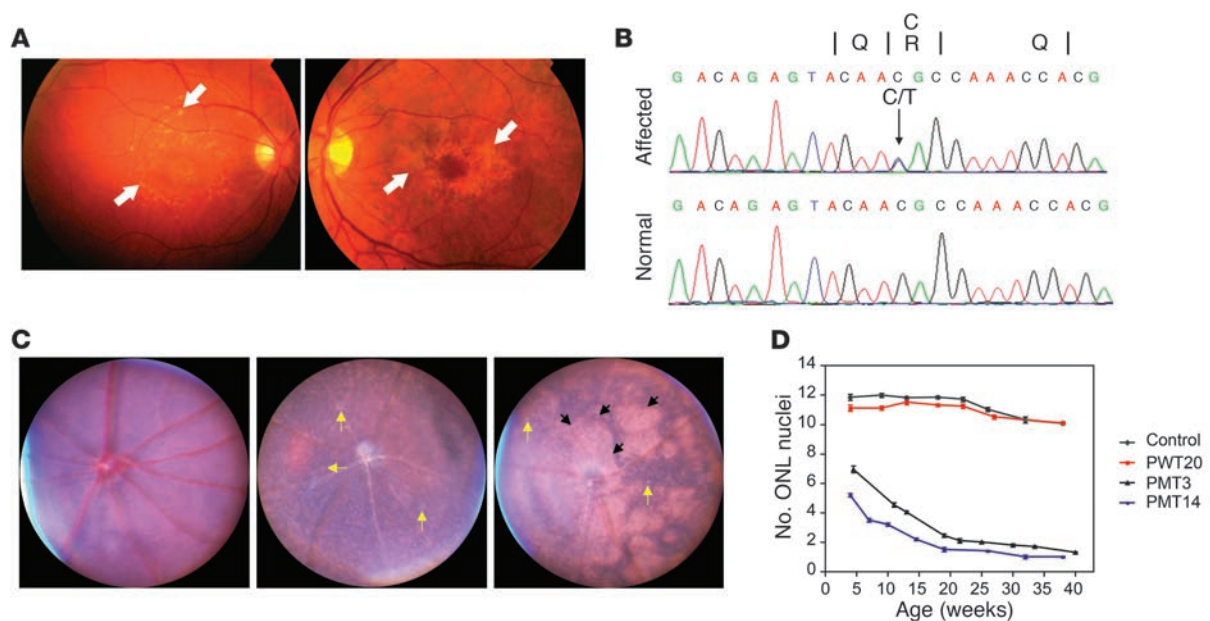 A
B
C
Q R Q
G A C A G A G T A C A A C G C C A A A C C A C G
C/T
Affected
G A C A G A G T A C A A C G C C A A A C C A C G
Normal
C
D
14
12
10
8
6
4
2
0
No. ONL nuclei
0 5 10 15 20 25 30 35 40
Age (weeks)
Control
PWT20
PMT3
PMT14